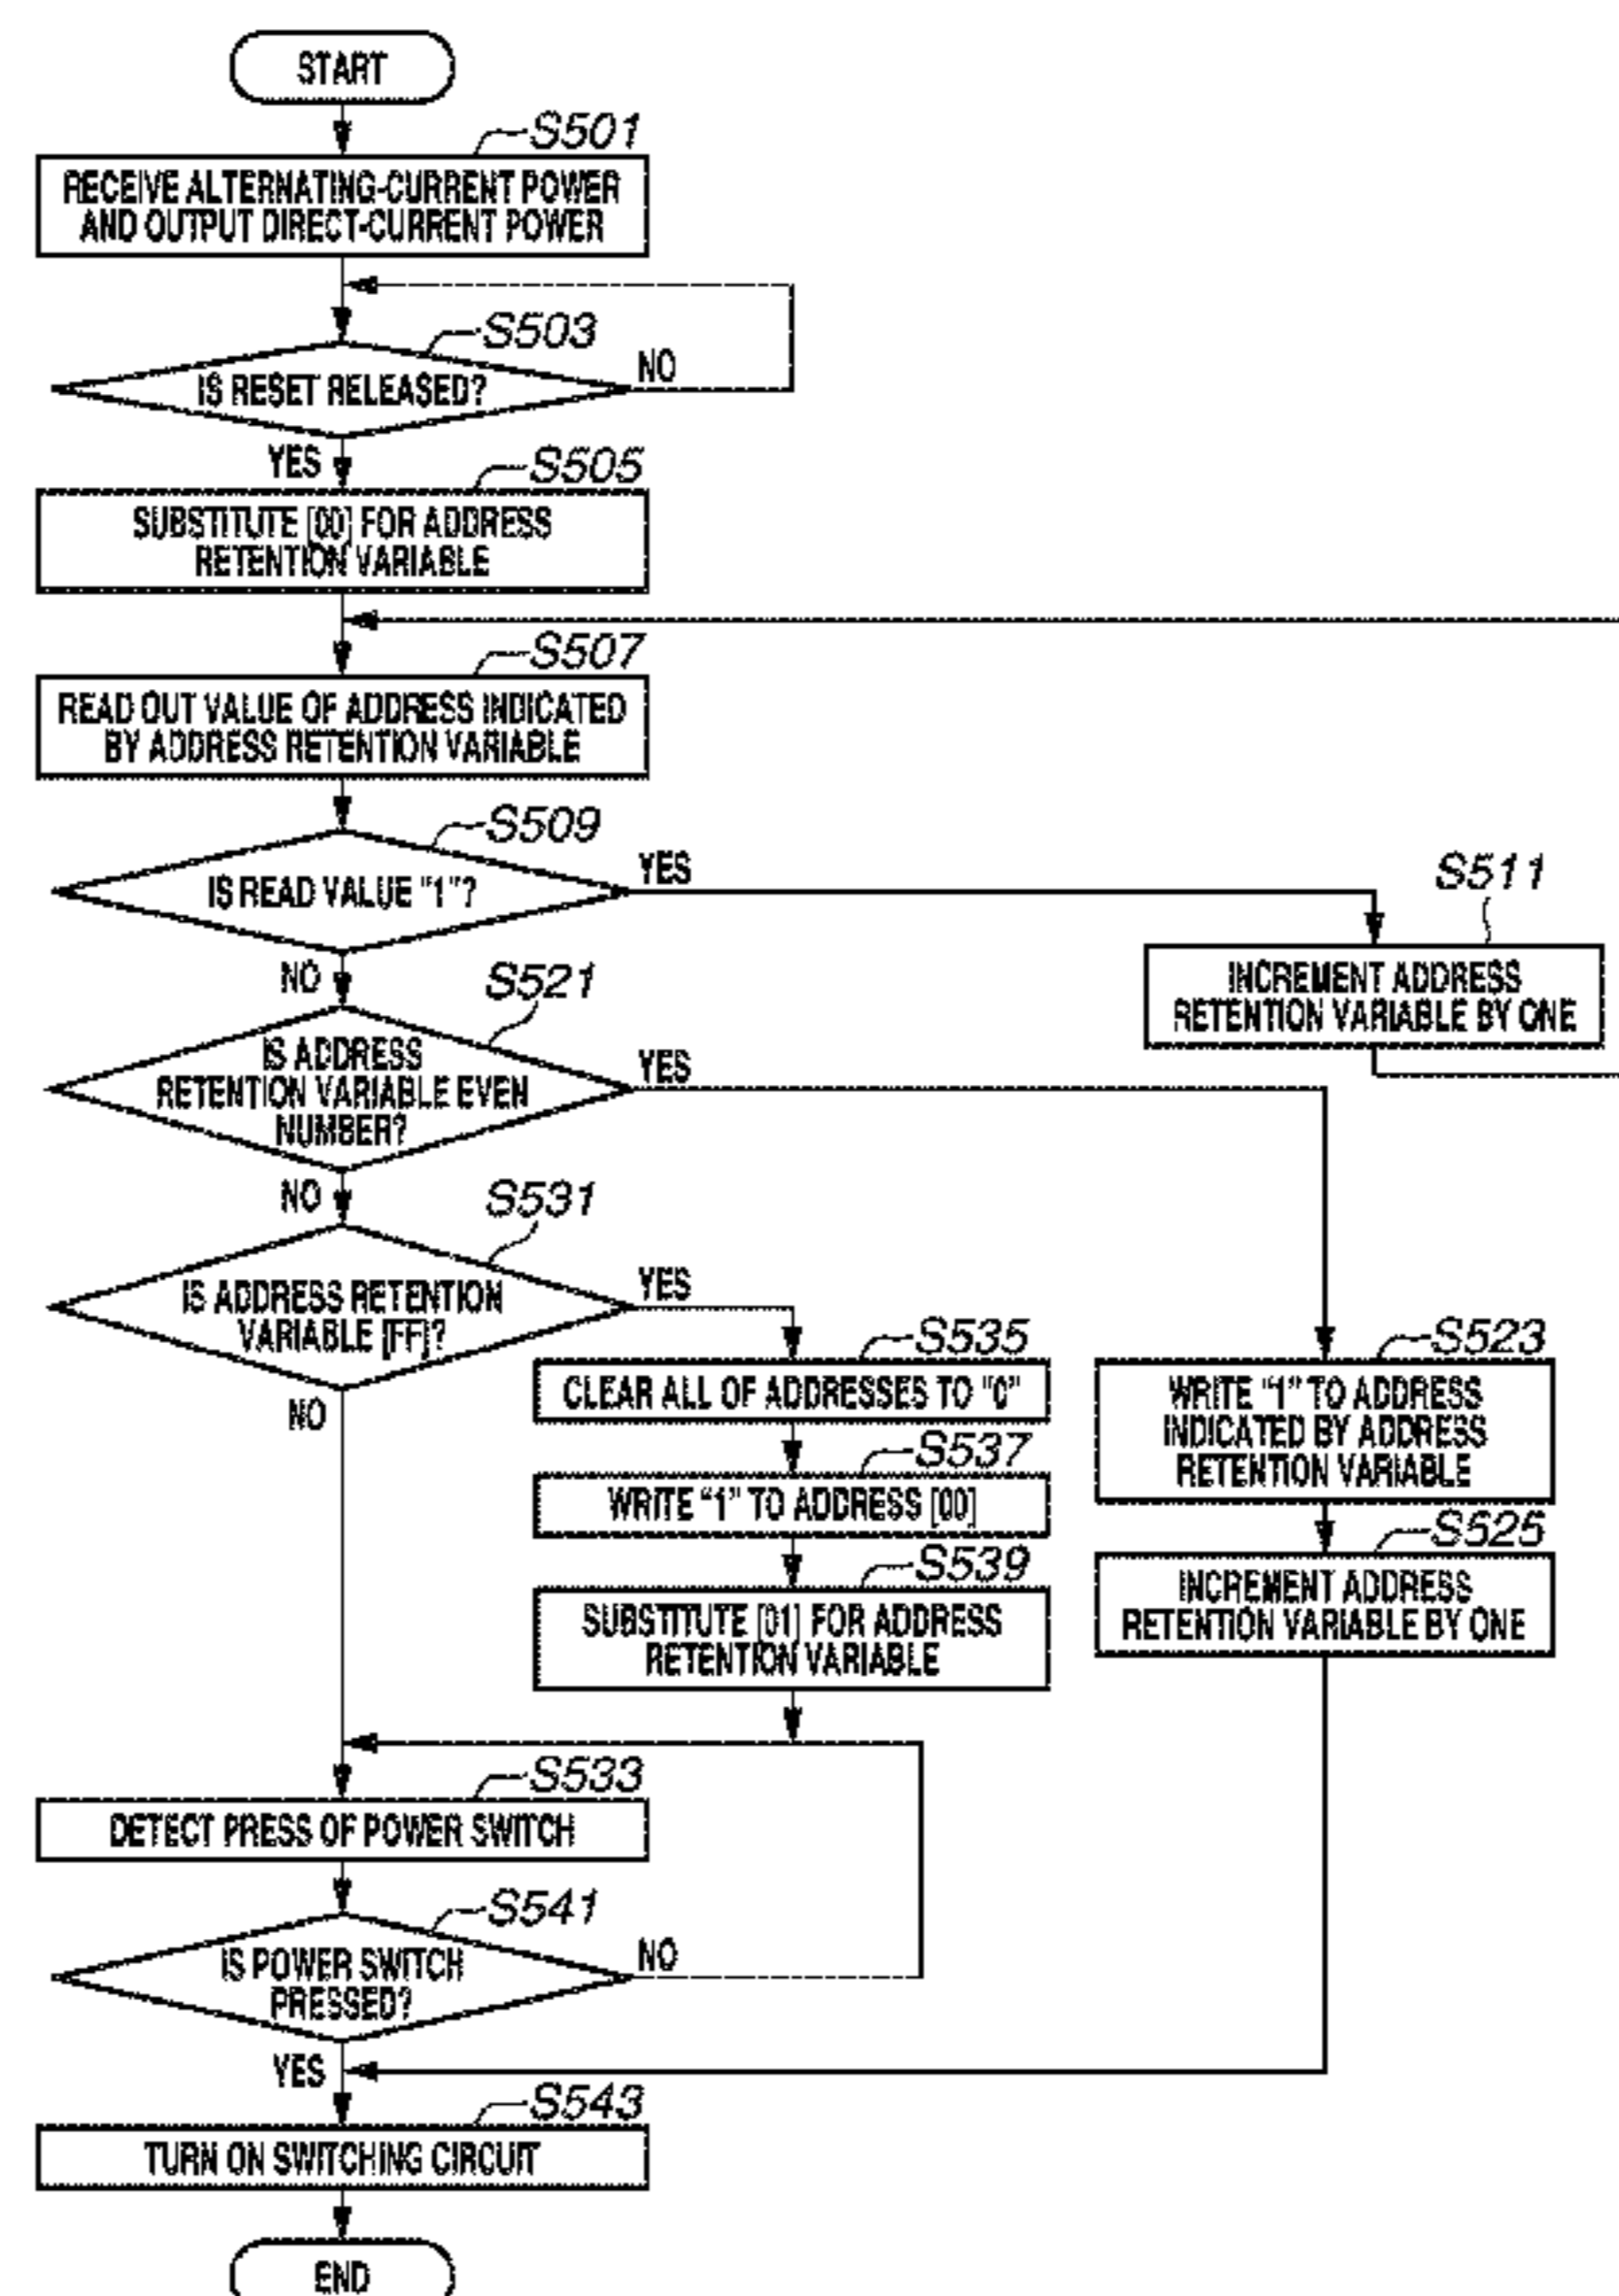 START
S501
RECEIVE ALTERNATING-CURRENT POWER
AND OUTPUT DIRECT-CURRENT POWER
S503
IS RESET RELEASED?
NO
YES
S505
SUBSTITUTE [00] FOR ADDRESS
RETENTION VARIABLE
S507
READ OUT VALUE OF ADDRESS INDICATED
BY ADDRESS RETENTION VARIABLE
S509
IS READ VALUE "1"?
YES
S511
INCREMENT ADDRESS
RETENTION VARIABLE BY ONE
NO
S521
IS ADDRESS
RETENTION VARIABLE EVEN
NUMBER?
YES
NO
S531
IS ADDRESS RETENTION
VARIABLE [FF]?
YES
NO
S535
CLEAR ALL OF ADDRESSES TO "0"
S537
WRITE "1" TO ADDRESS [00]
S539
SUBSTITUTE [01] FOR ADDRESS
RETENTION VARIABLE
S523
WRITE "1" TO ADDRESS
INDICATED BY ADDRESS
RETENTION VARIABLE
S525
INCREMENT ADDRESS
RETENTION VARIABLE BY ONE
S533
DETECT PRESS OF POWER SWITCH
S541
IS POWER SWITCH
PRESSED?
NO
YES
S543
TURN ON SWITCHING CIRCUIT
END